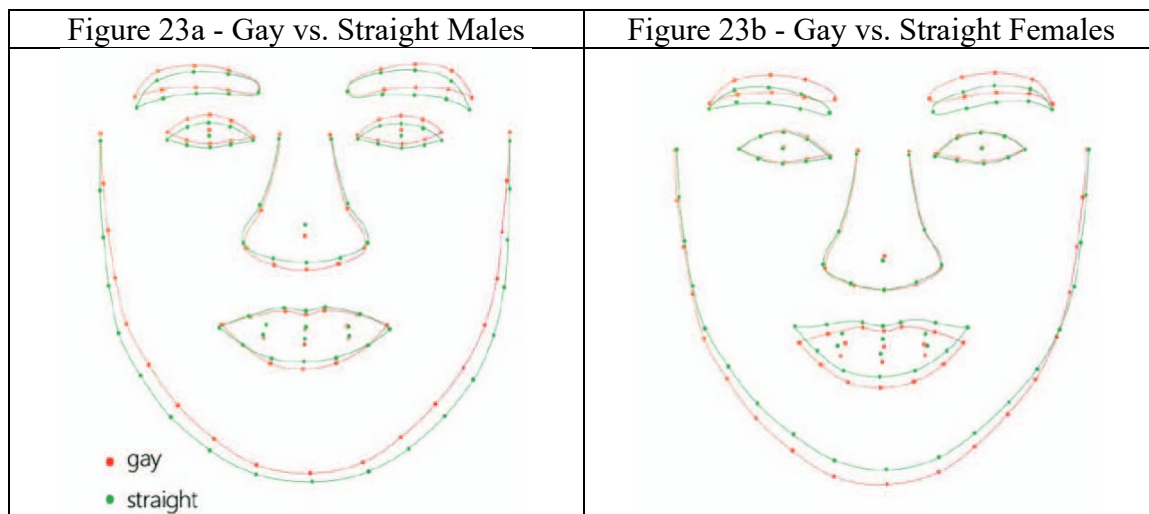 Figure 23a - Gay vs. Straight Males
Figure 23b - Gay vs. Straight Females
gay
straight